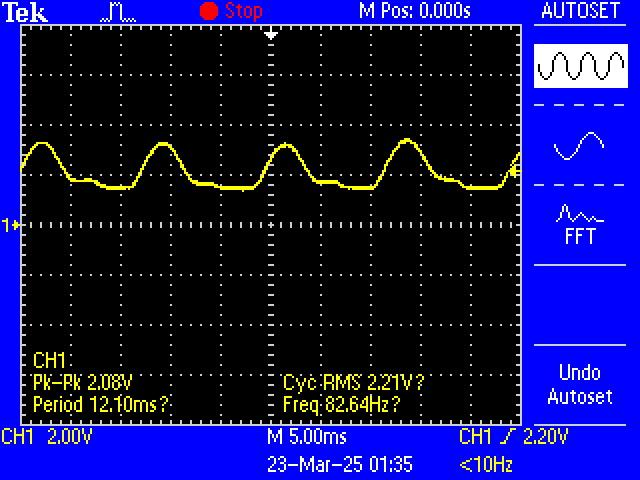 Tek Stop M Pos: 0.000s AUTOSET
1
FFT
CH1
Pk-Pk 2.08V Cyc RMS 2.21V?
Period 12.10ms? Freq 82.64Hz?
Undo
Autoset
CH1 2.00V M 5.00ms CH1 2.20V
23-Mar-25 01:35 <10Hz